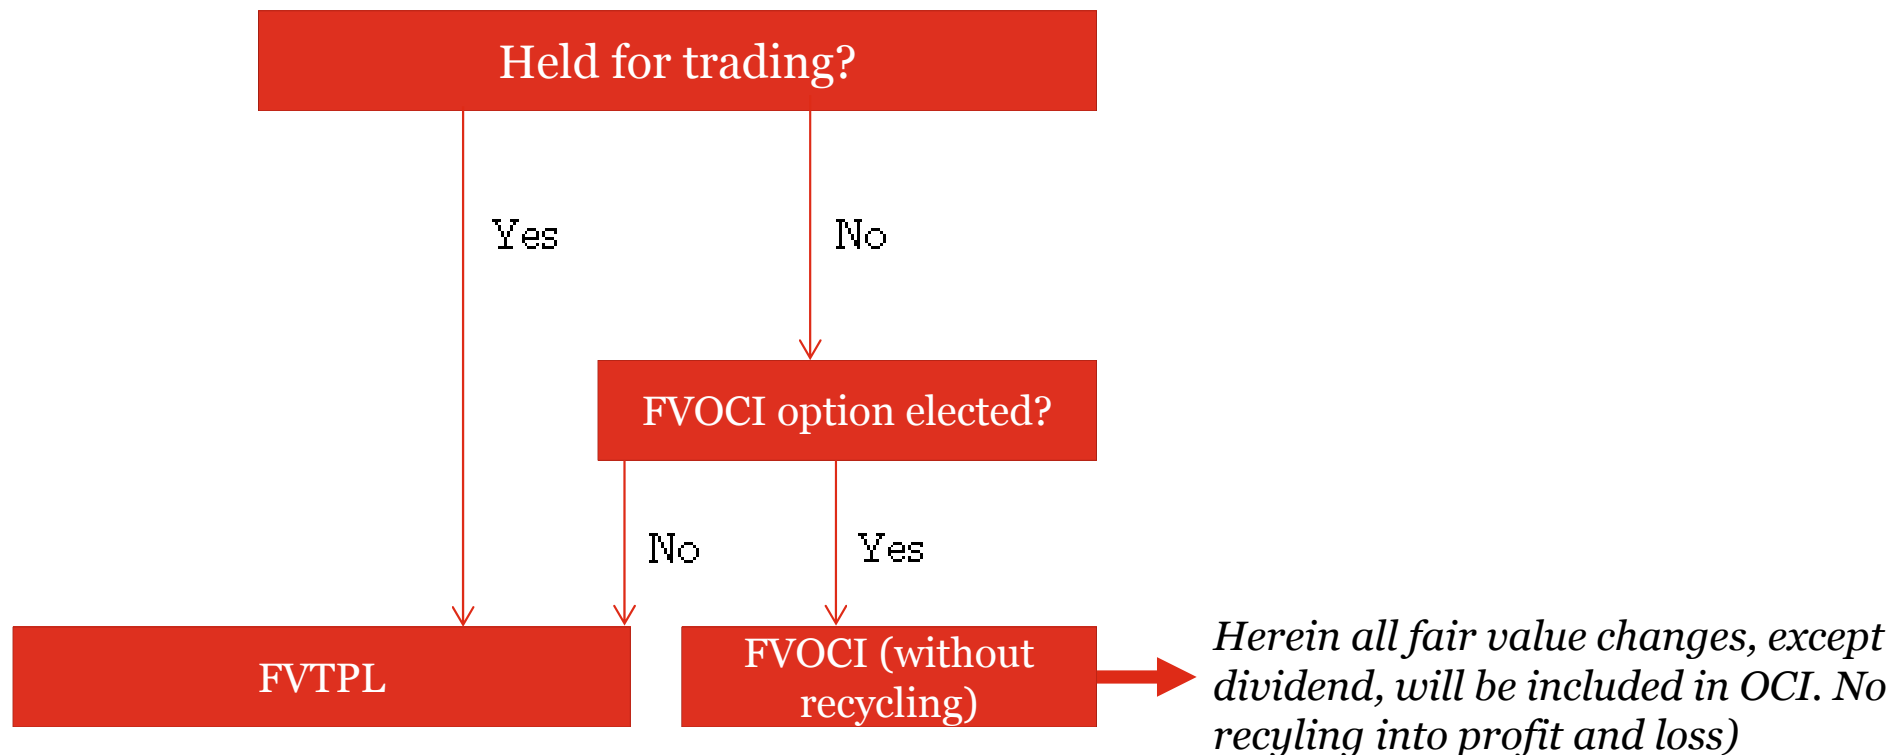 Held for trading?
Yes
No
FVOCI option elected?
No
Yes
FVTPL
FVOCI (without
recycling)
Herein all fair value changes, except
dividend, will be included in OCI. No
recyling into profit and loss)